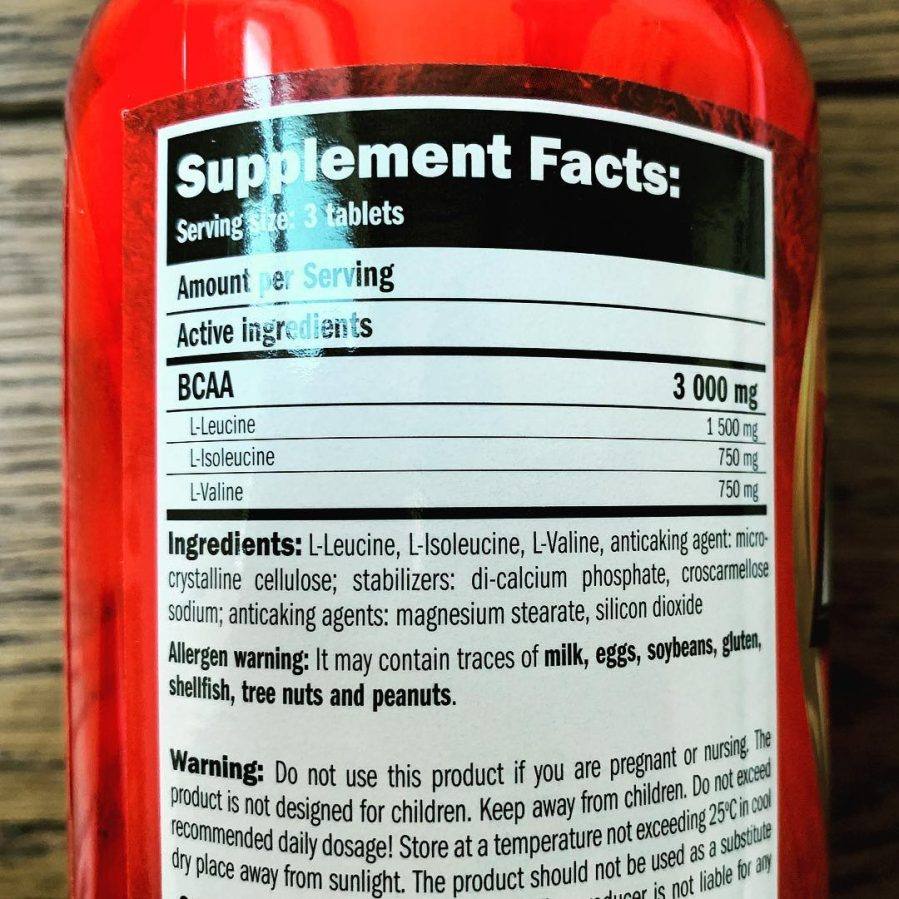 Supplement Facts:
Serving size: 3 tablets
Amount per Serving
Active ingredients
BCAA 3 000 mg
L-Leucine 1 500 mg
L-Isoleucine 750 mg
L-Valine 750 mg
Ingredients: L-Leucine, L-Isoleucine, L-Valine, anticaking agent: micro-
crystalline cellulose; stabilizers: di-calcium phosphate, croscarmellose
sodium; anticaking agents: magnesium stearate, silicon dioxide
Allergen warning: It may contain traces of milk, eggs, soybeans, gluten,
shellfish, tree nuts and peanuts.
Warning: Do not use this product if you are pregnant or nursing. The
product is not designed for children. Keep away from children. Do not exceed
recommended daily dosage! Store at a temperature not exceeding 25°C in cool
dry place away from sunlight. The product should not be used as a substitute
is not liable for any